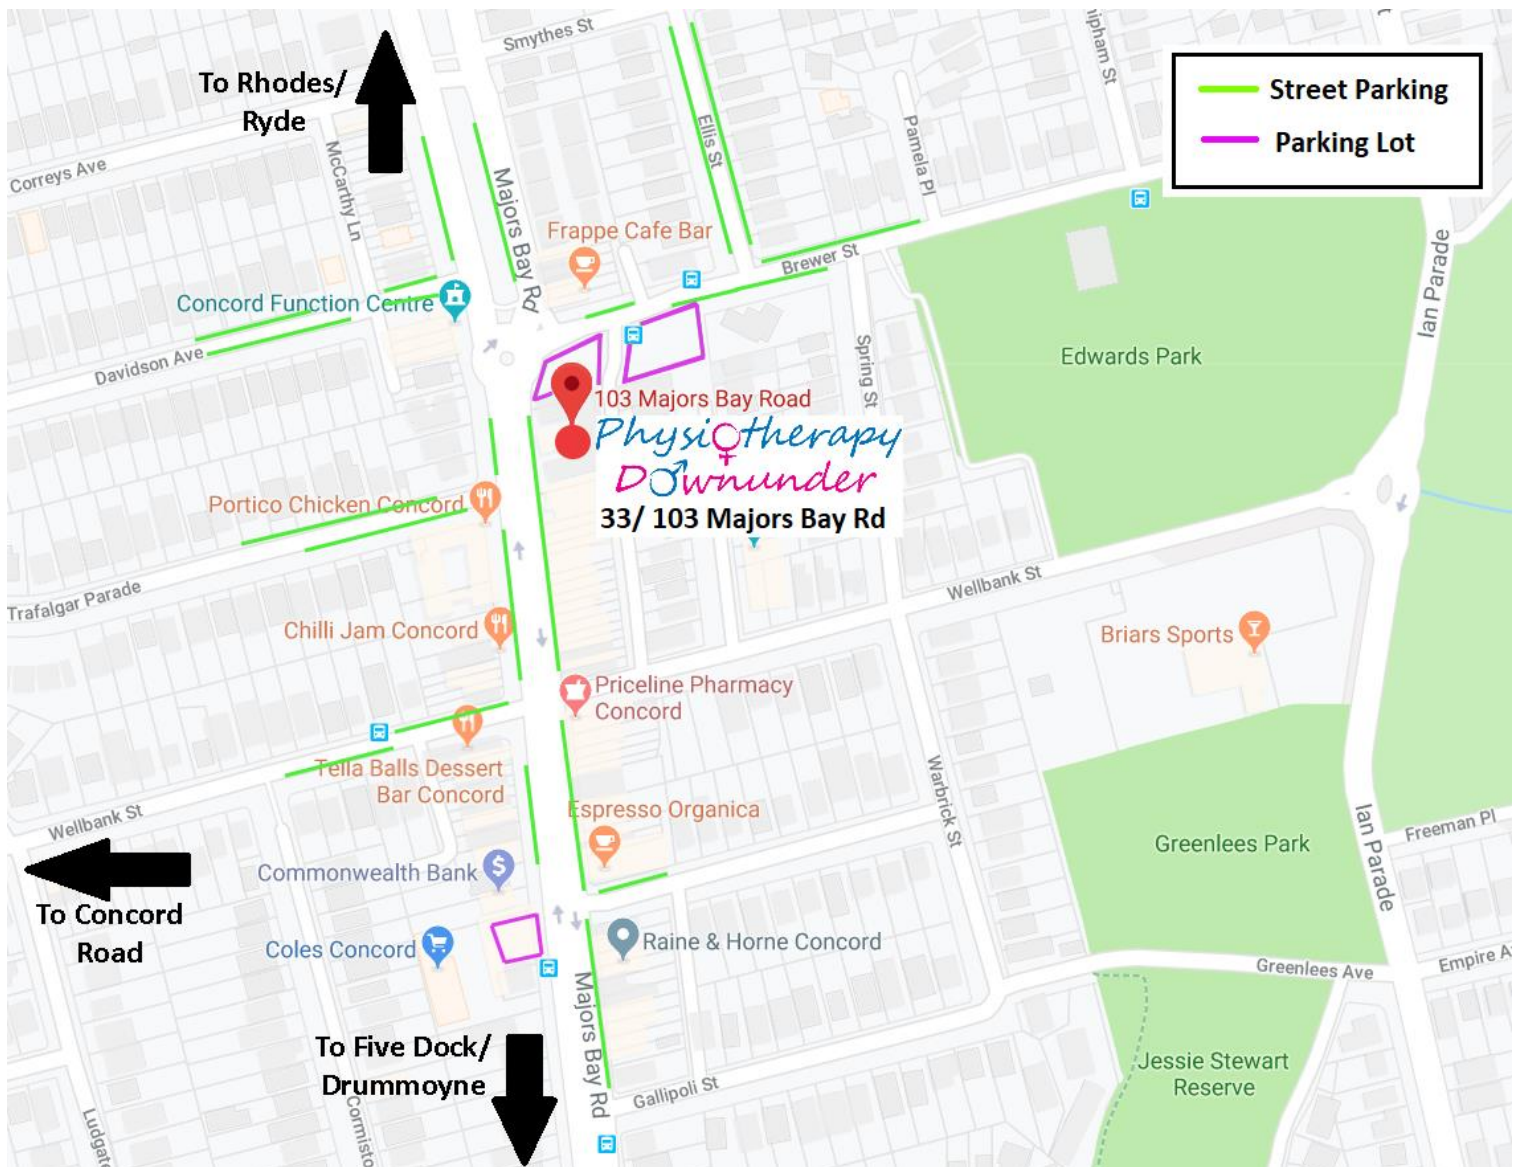 Smythes St
ipham St
To Rhodes/
Ryde
Street Parking
Parking Lot
Correys Ave
McCarthy Ln
Ellis St
Pamela Pl
Majors Bay Rd
Frappe Cafe Bar
Brewer St
Ian Parade
Concord Function Centre
Davidson Ave
Spring St
Edwards Park
103 Majors Bay Road
Physiotherapy
Downunder
33/ 103 Majors Bay Rd
Portico Chicken Concord
Trafalgar Parade
Wellbank St
Chilli Jam Concord
Briars Sports
Priceline Pharmacy
Concord
Tella Balls Dessert
Bar Concord
Wellbank St
Warbrick St
Espresso Organica
Ian Parade
Freeman Pl
Greenlees Park
Commonwealth Bank
To Concord
Road
Coles Concord
Raine & Horne Concord
Greenlees Ave
Empire A
Majors Bay Rd
To Five Dock/
Drummoyne
Jessie Stewart
Reserve
Gallipoli St
Ludgat
Cormisto